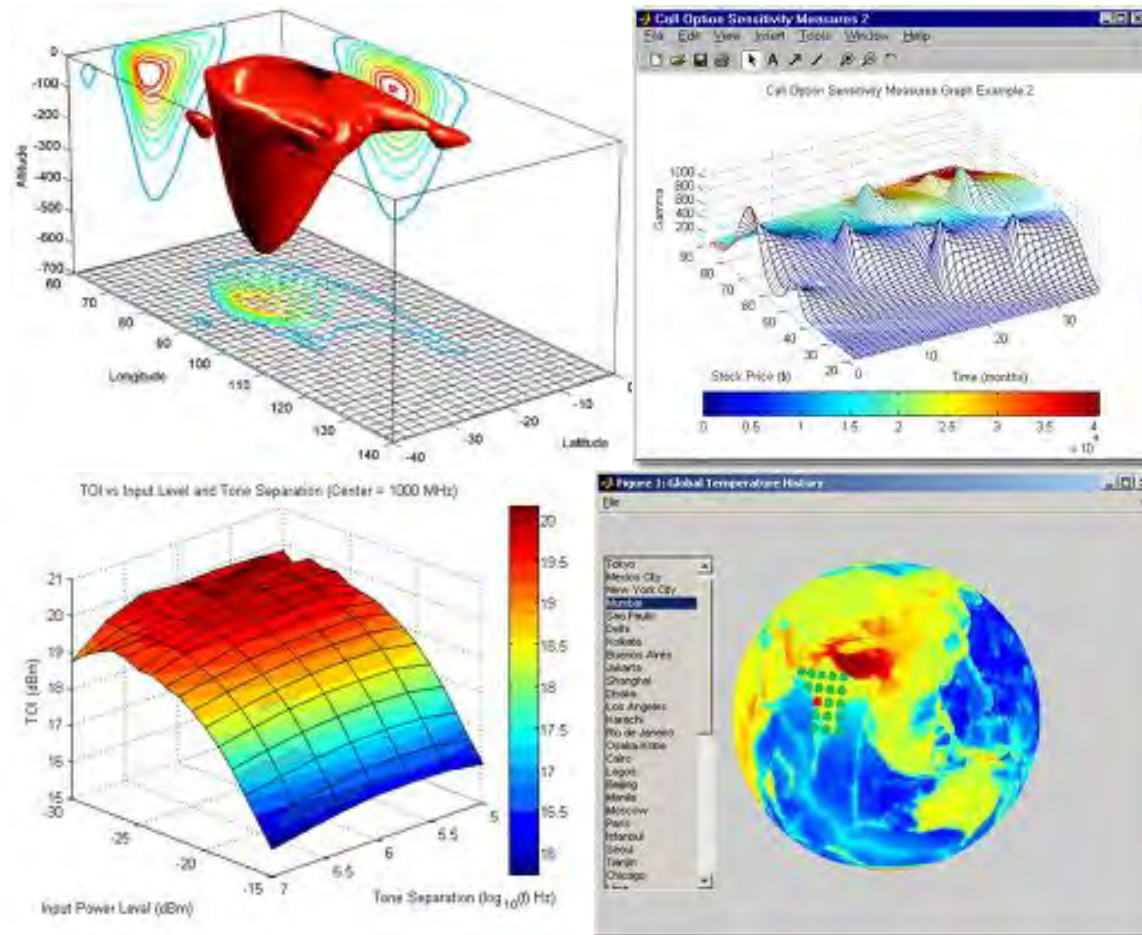 0
-100
-200
-300
-400
-500
-600
-700
Altitude
60
70
80
90
100
110
120
130
140
Longitude
-40
-30
-20
-10
0
Latitude
Call Option Sensitivity Measures 2
File Edit View Insert Tools Window Help
Call Option Sensitivity Measures Graph Example 2
1000
800
600
400
200
0
Gamma
90
80
70
60
50
40
30
20
0
10
20
30
Stock Price ($)
Time (months)
0 0.5 1 1.5 2 2.5 3 3.5 4
TOI vs Input Level and Tone Separation (Center = 1000 MHz)
21
20
19
18
17
16
15
TOI (dBm)
-30
-25
-20
-15
Input Power Level (dBm)
7
6.5
6
5.5
5
Tone Separation (log10(f) Hz)
20
19.5
19
18.5
18
17.5
17
16.5
16
15.5
15
Figure 1: Global Temperature History
File
Tokyo
Mexico City
New York City
Mumbai
Sao Paulo
Delhi
Kolkata
Buenos Aires
Jakarta
Shanghai
Dhaka
Los Angeles
Karachi
Rio de Janeiro
Osaka-Kobe
Cairo
Lagos
Beijing
Manila
Moscow
Paris
Istanbul
Seoul
Tianjin
Chicago